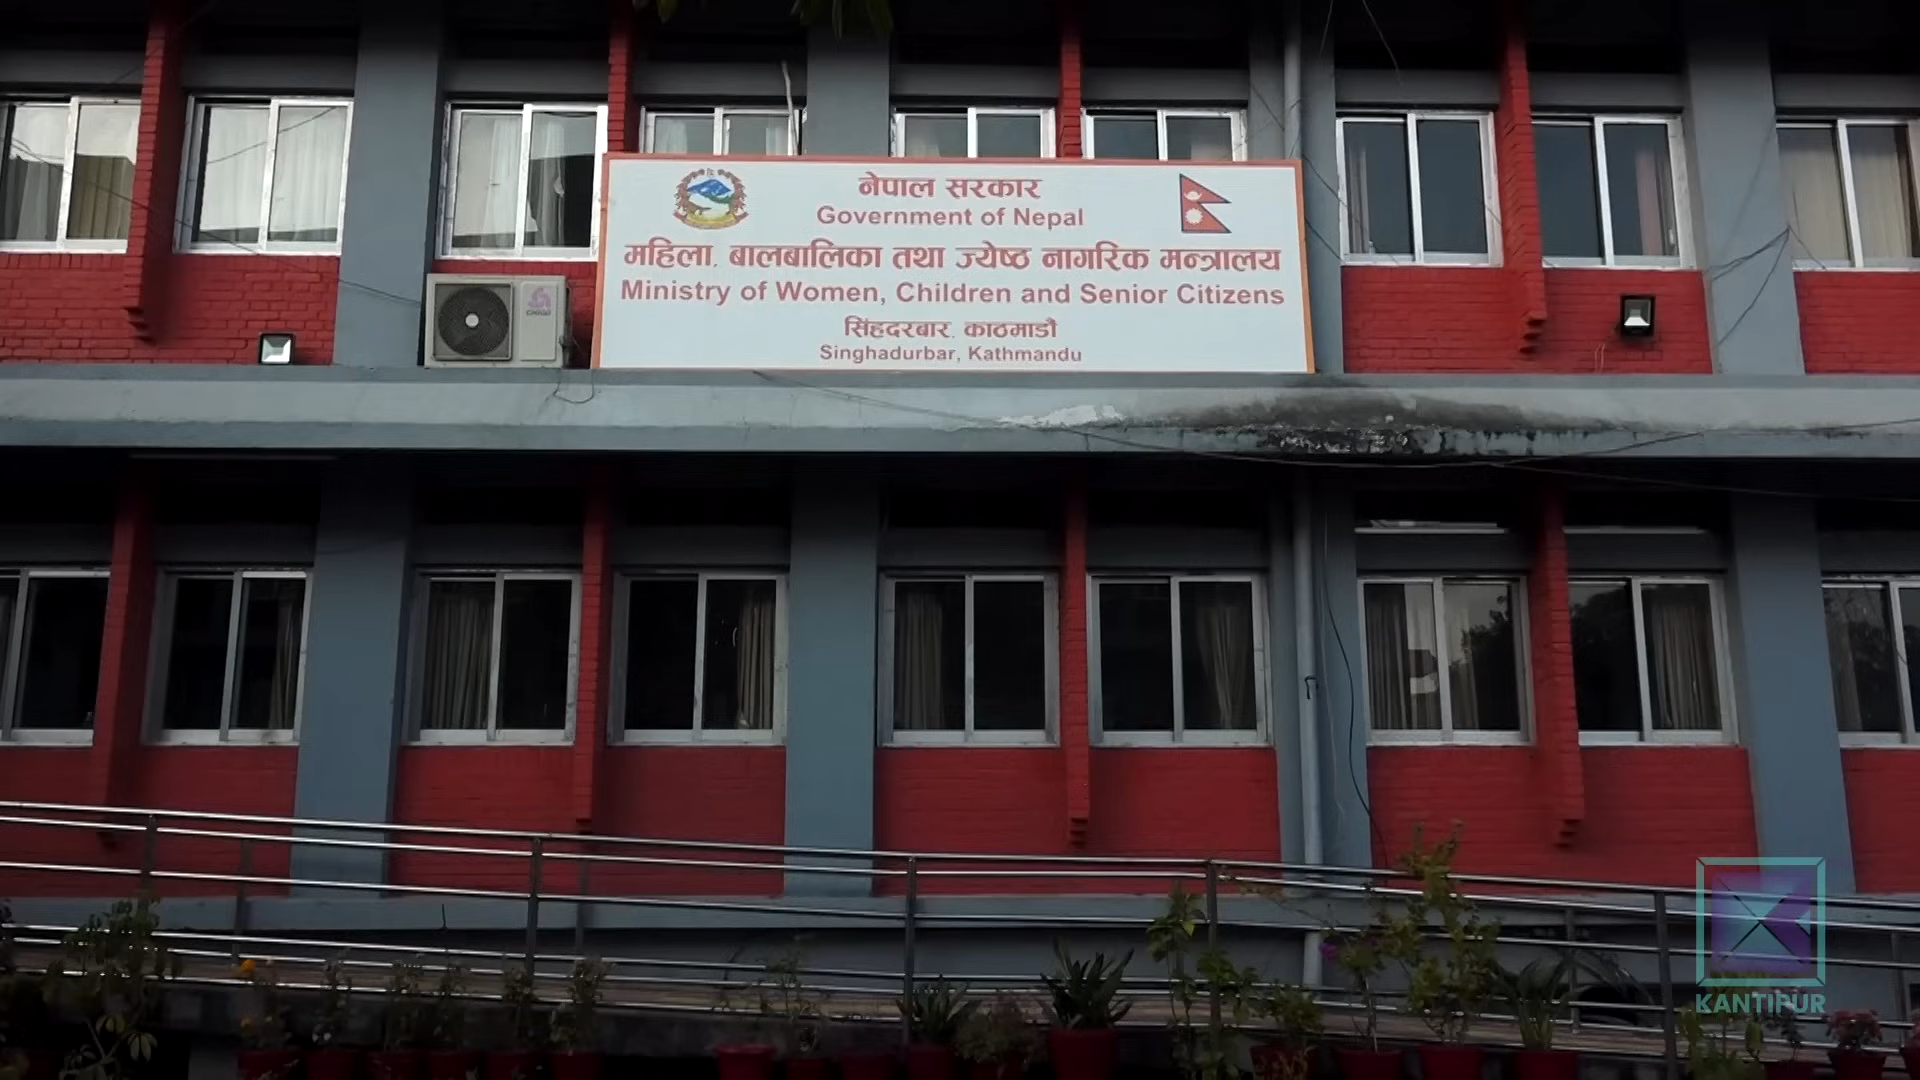 नेपाल सरकार
Government of Nepal
महिला, बालबालिका तथा ज्येष्ठ नागरिक मन्त्रालय
Ministry of Women, Children and Senior Citizens
सिंहदरबार, काठमाडौं
Singhadurbar, Kathmandu
KANTIPUR